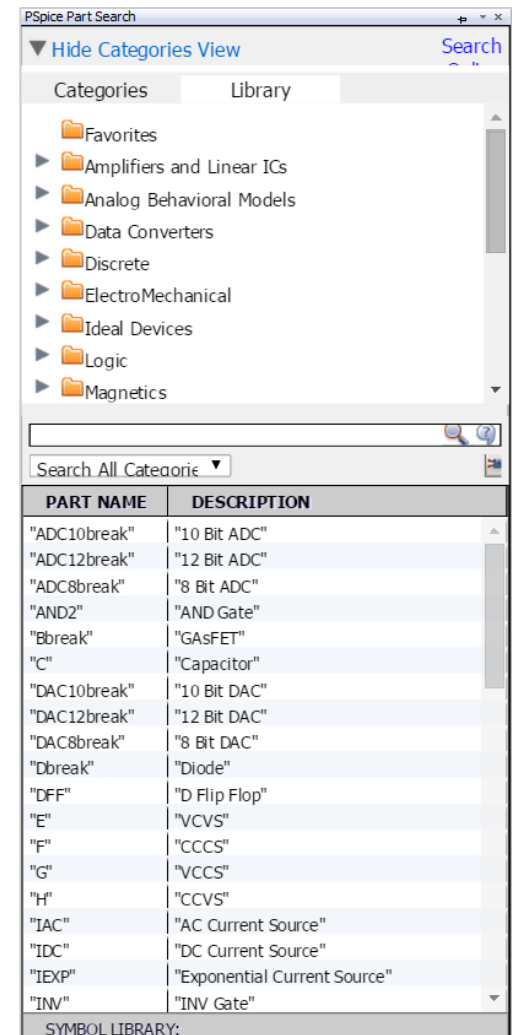 PSpice Part Search
Hide Categories View Search
Categories Library
Favorites
Amplifiers and Linear ICs
Analog Behavioral Models
Data Converters
Discrete
ElectroMechanical
Ideal Devices
Logic
Magnetics
Search All Categorie
PART NAME DESCRIPTION
"ADC10break" "10 Bit ADC"
"ADC12break" "12 Bit ADC"
"ADC8break" "8 Bit ADC"
"AND2" "AND Gate"
"Bbreak" "GAsFET"
"C" "Capacitor"
"DAC10break" "10 Bit DAC"
"DAC12break" "12 Bit DAC"
"DAC8break" "8 Bit DAC"
"Dbreak" "Diode"
"DFF" "D Flip Flop"
"E" "VCVS"
"F" "CCCS"
"G" "VCCS"
"H" "CCVS"
"IAC" "AC Current Source"
"IDC" "DC Current Source"
"IEXP" "Exponential Current Source"
"INV" "INV Gate"
SYMBOL LIBRARY: